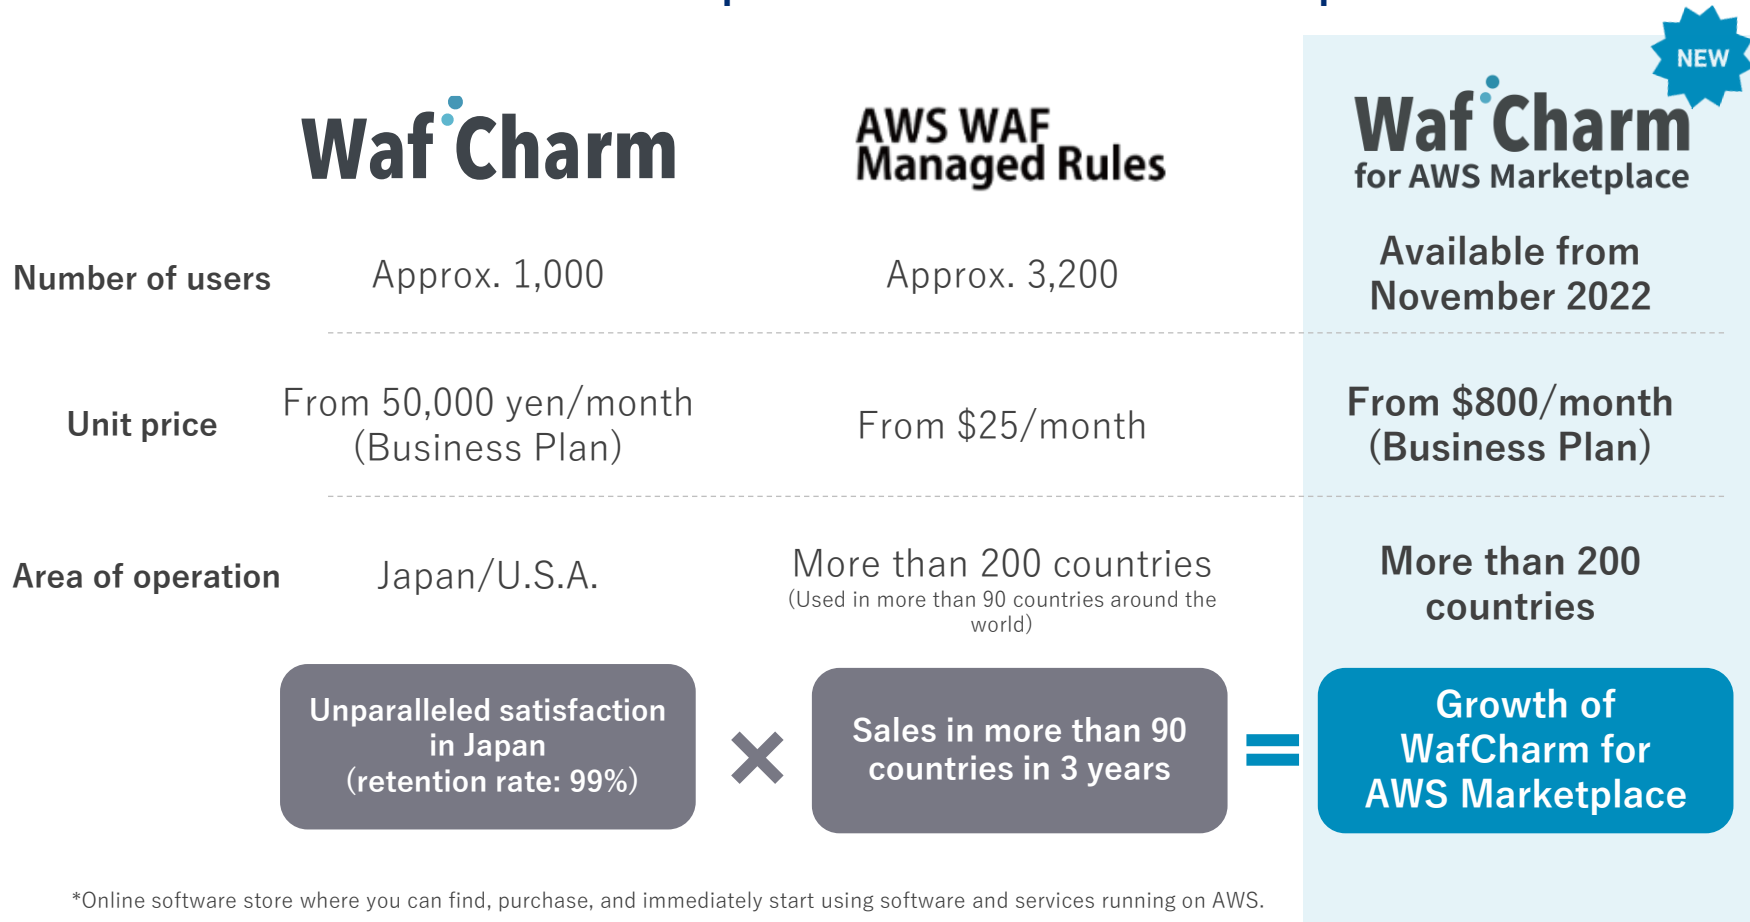 NEW
Waf Charm
AWS WAF
Managed Rules
Waf Charm
for AWS Marketplace
Number of users
Approx. 1,000
Approx. 3,200
Available from
November 2022
Unit price
From 50,000 yen/month
(Business Plan)
From $25/month
From $800/month
(Business Plan)
Area of operation
Japan/U.S.A.
More than 200 countries
(Used in more than 90 countries around the
world)
More than 200
countries
Unparalleled satisfaction
in Japan
(retention rate: 99%)
×
Sales in more than 90
countries in 3 years
=
Growth of
WafCharm for
AWS Marketplace
*Online software store where you can find, purchase, and immediately start using software and services running on AWS.